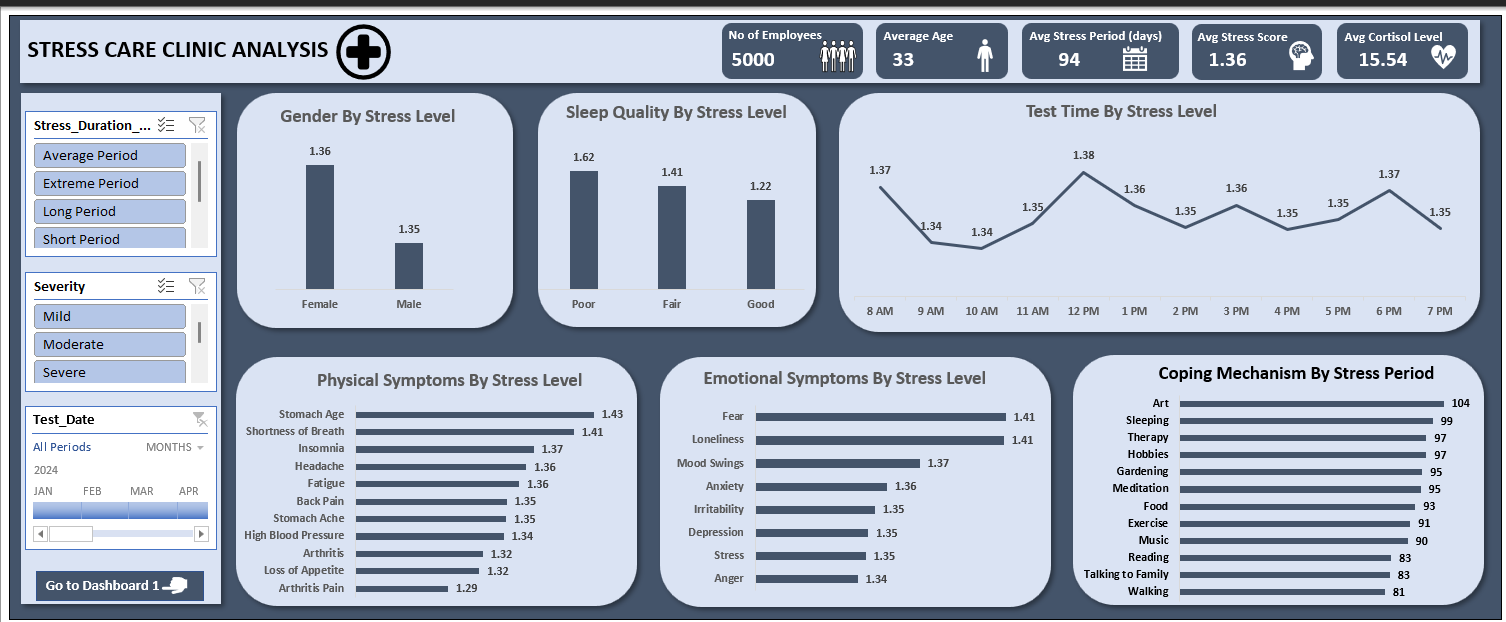 STRESS CARE CLINIC ANALYSIS
No of Employees
5000
Average Age
33
Avg Stress Period (days)
94
Avg Stress Score
1.36
Avg Cortisol Level
15.54
Stress_Duration_...
Average Period
Extreme Period
Long Period
Short Period
Severity
Mild
Moderate
Severe
Test_Date
All Periods MONTHS
2024
JAN FEB MAR APR
Go to Dashboard 1
Gender By Stress Level
1.36
1.35
Female Male
Sleep Quality By Stress Level
1.62
1.41
1.22
Poor Fair Good
Test Time By Stress Level
1.37 1.34 1.34 1.35 1.38 1.36 1.35 1.36 1.35 1.35 1.37 1.35
8 AM 9 AM 10 AM 11 AM 12 PM 1 PM 2 PM 3 PM 4 PM 5 PM 6 PM 7 PM
Physical Symptoms By Stress Level
Stomach Age 1.43
Shortness of Breath 1.41
Insomnia 1.37
Headache 1.36
Fatigue 1.36
Back Pain 1.35
Stomach Ache 1.35
High Blood Pressure 1.34
Arthritis 1.32
Loss of Appetite 1.32
Arthritis Pain 1.29
Emotional Symptoms By Stress Level
Fear 1.41
Loneliness 1.41
Mood Swings 1.37
Anxiety 1.36
Irritability 1.35
Depression 1.35
Stress 1.35
Anger 1.34
Coping Mechanism By Stress Period
Art 104
Sleeping 99
Therapy 97
Hobbies 97
Gardening 95
Meditation 95
Food 93
Exercise 91
Music 90
Reading 83
Talking to Family 83
Walking 81